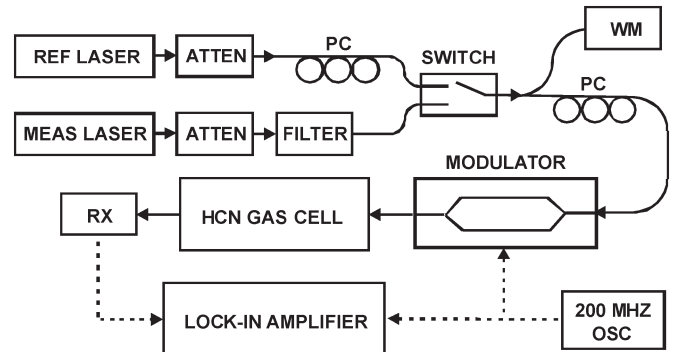 REF LASER
ATTEN
PC
SWITCH
WM
PC
MEAS LASER
ATTEN
FILTER
MODULATOR
RX
HCN GAS CELL
LOCK-IN AMPLIFIER
200 MHZ
OSC